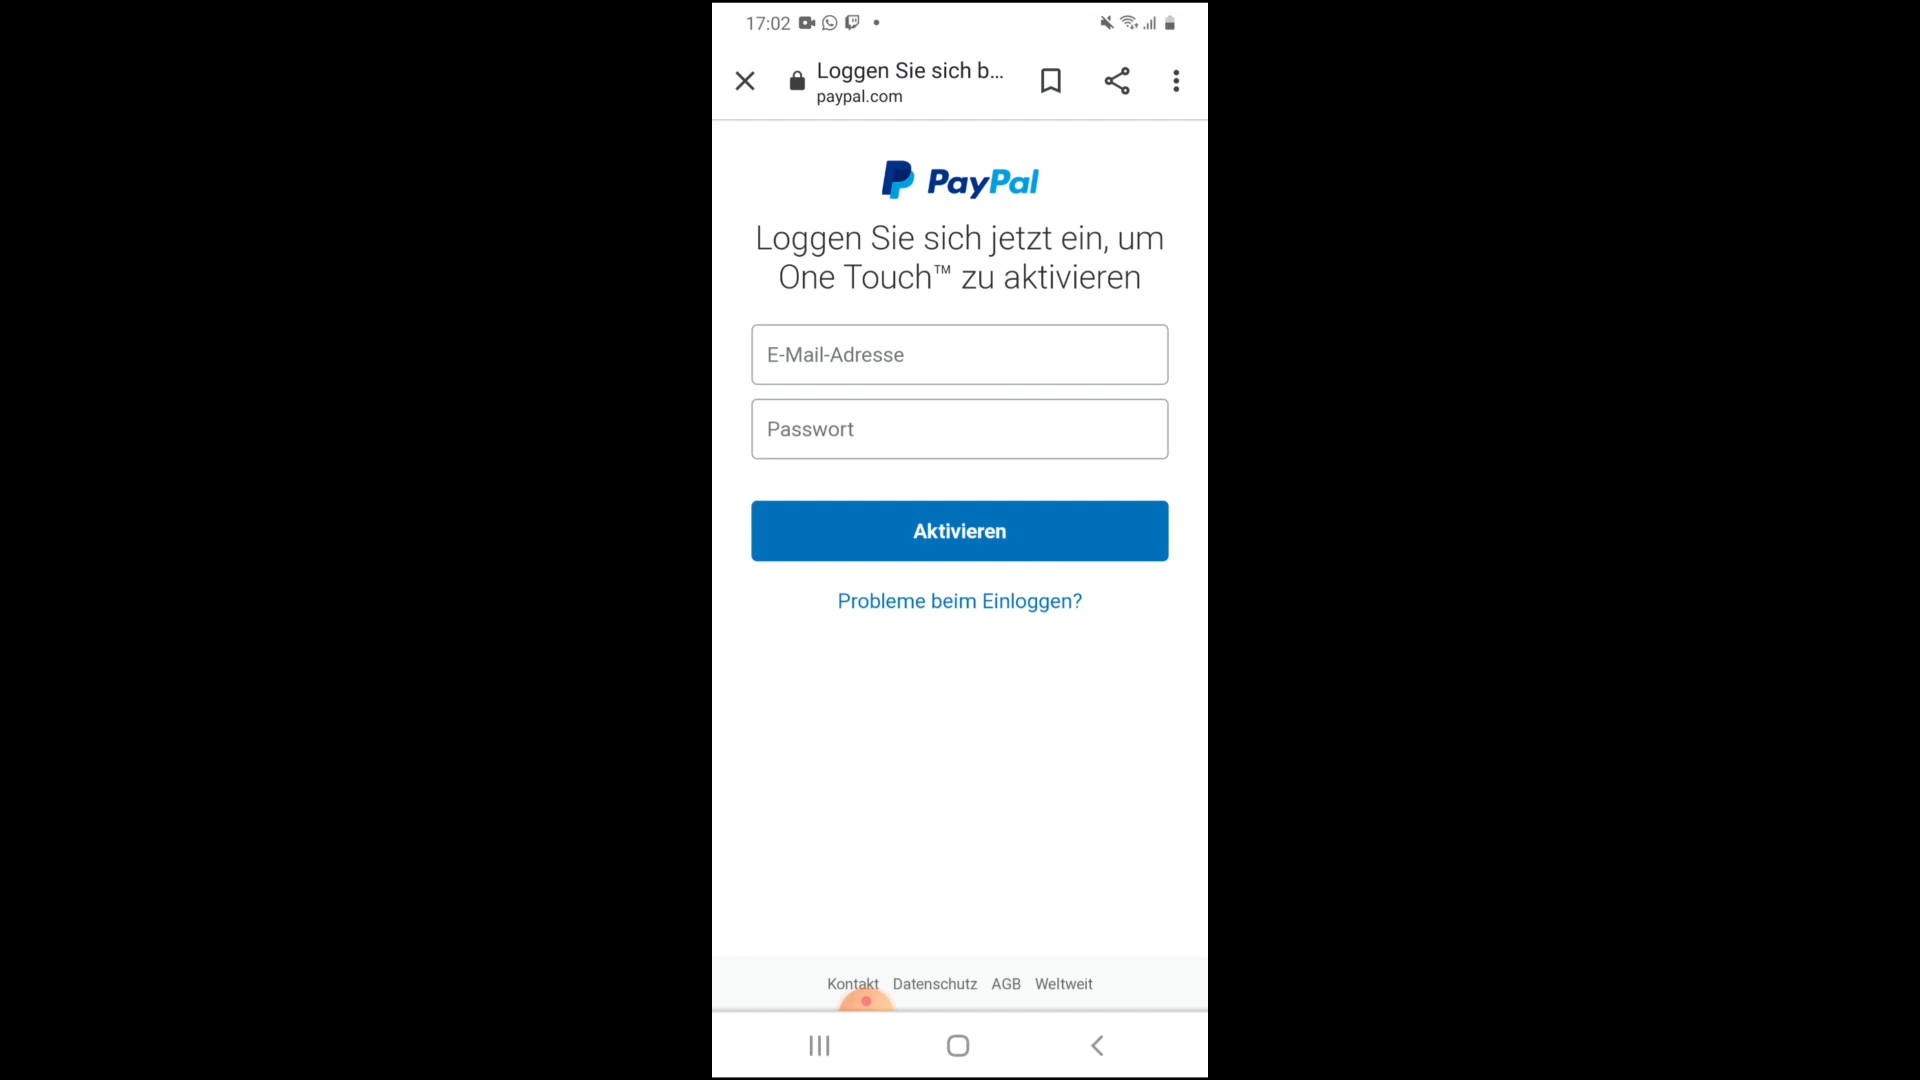 17:02
Loggen Sie sich b...
paypal.com
PayPal
Loggen Sie sich jetzt ein, um
One Touch™ zu aktivieren
E-Mail-Adresse
Passwort
Aktivieren
Probleme beim Einloggen?
Kontakt Datenschutz AGB Weltweit